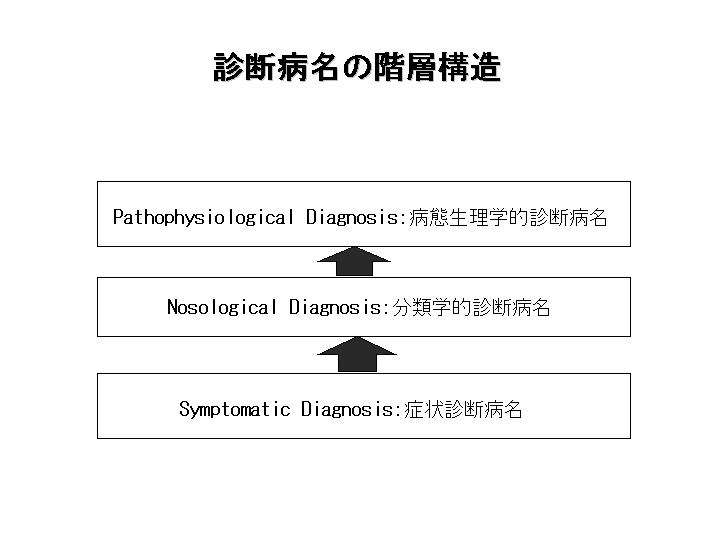 診断病名の階層構造
Pathophysiological Diagnosis:病態生理学的診断病名
Nosological Diagnosis:分類学的診断病名
Symptomatic Diagnosis:症状診断病名